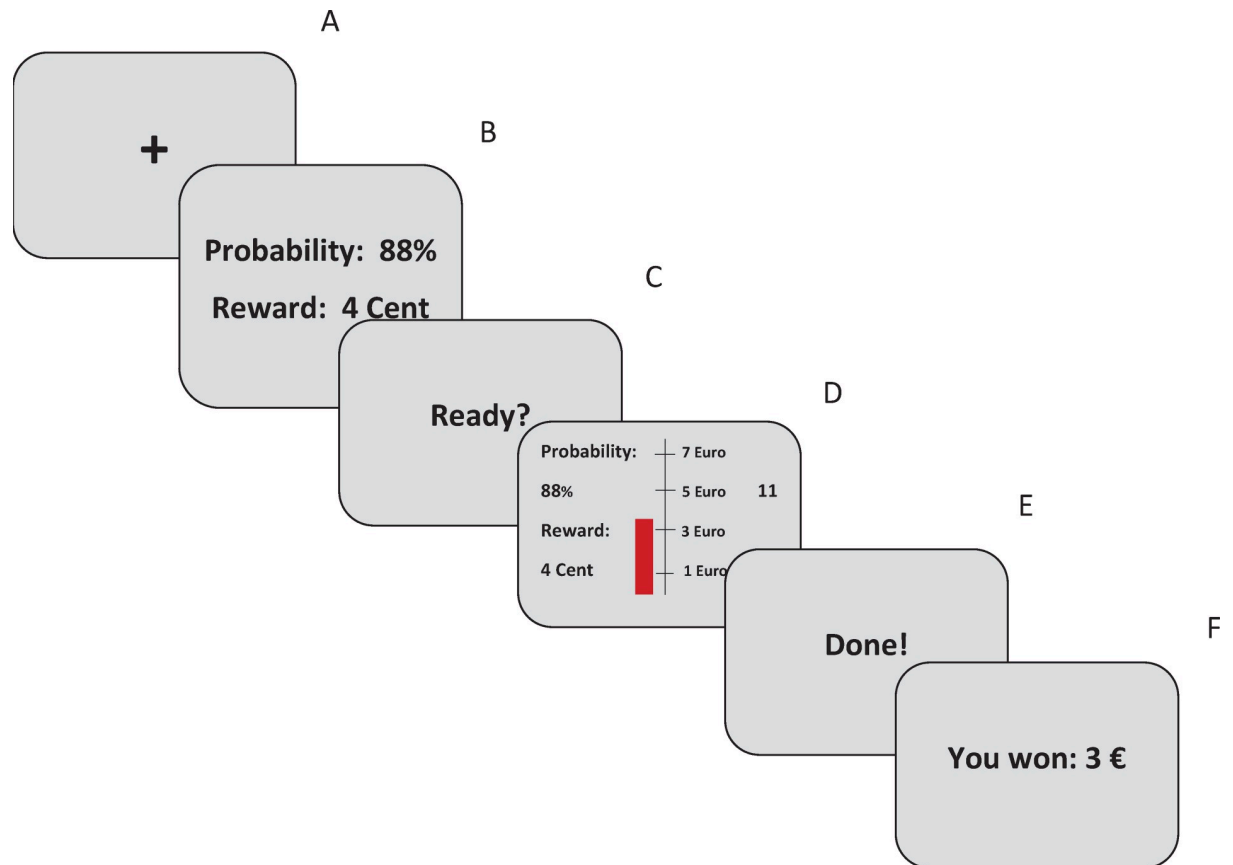 A
+
B
Probability: 88%
Reward: 4 Cent
C
Ready?
D
Probability: 7 Euro
88% 5 Euro 11
Reward: 3 Euro
4 Cent 1 Euro
E
Done!
F
You won: 3 €